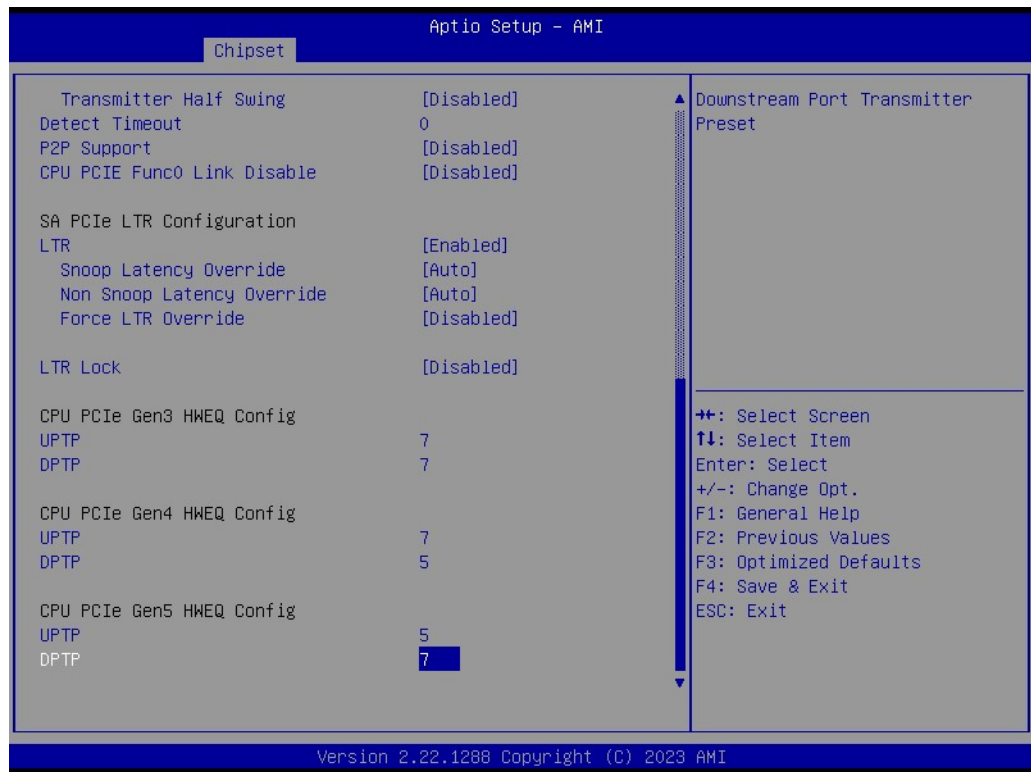 Aptio Setup – AMI
Chipset
Transmitter Half Swing [Disabled]
Detect Timeout 0
P2P Support [Disabled]
CPU PCIE Func0 Link Disable [Disabled]
SA PCIe LTR Configuration
LTR [Enabled]
Snoop Latency Override [Auto]
Non Snoop Latency Override [Auto]
Force LTR Override [Disabled]
LTR Lock [Disabled]
CPU PCIe Gen3 HWEQ Config
UPTP 7
DPTP 7
CPU PCIe Gen4 HWEQ Config
UPTP 7
DPTP 5
CPU PCIe Gen5 HWEQ Config
UPTP 5
DPTP 7
Downstream Port Transmitter
Preset
→←: Select Screen
↑↓: Select Item
Enter: Select
+/-: Change Opt.
F1: General Help
F2: Previous Values
F3: Optimized Defaults
F4: Save & Exit
ESC: Exit
Version 2.22.1288 Copyright (C) 2023 AMI